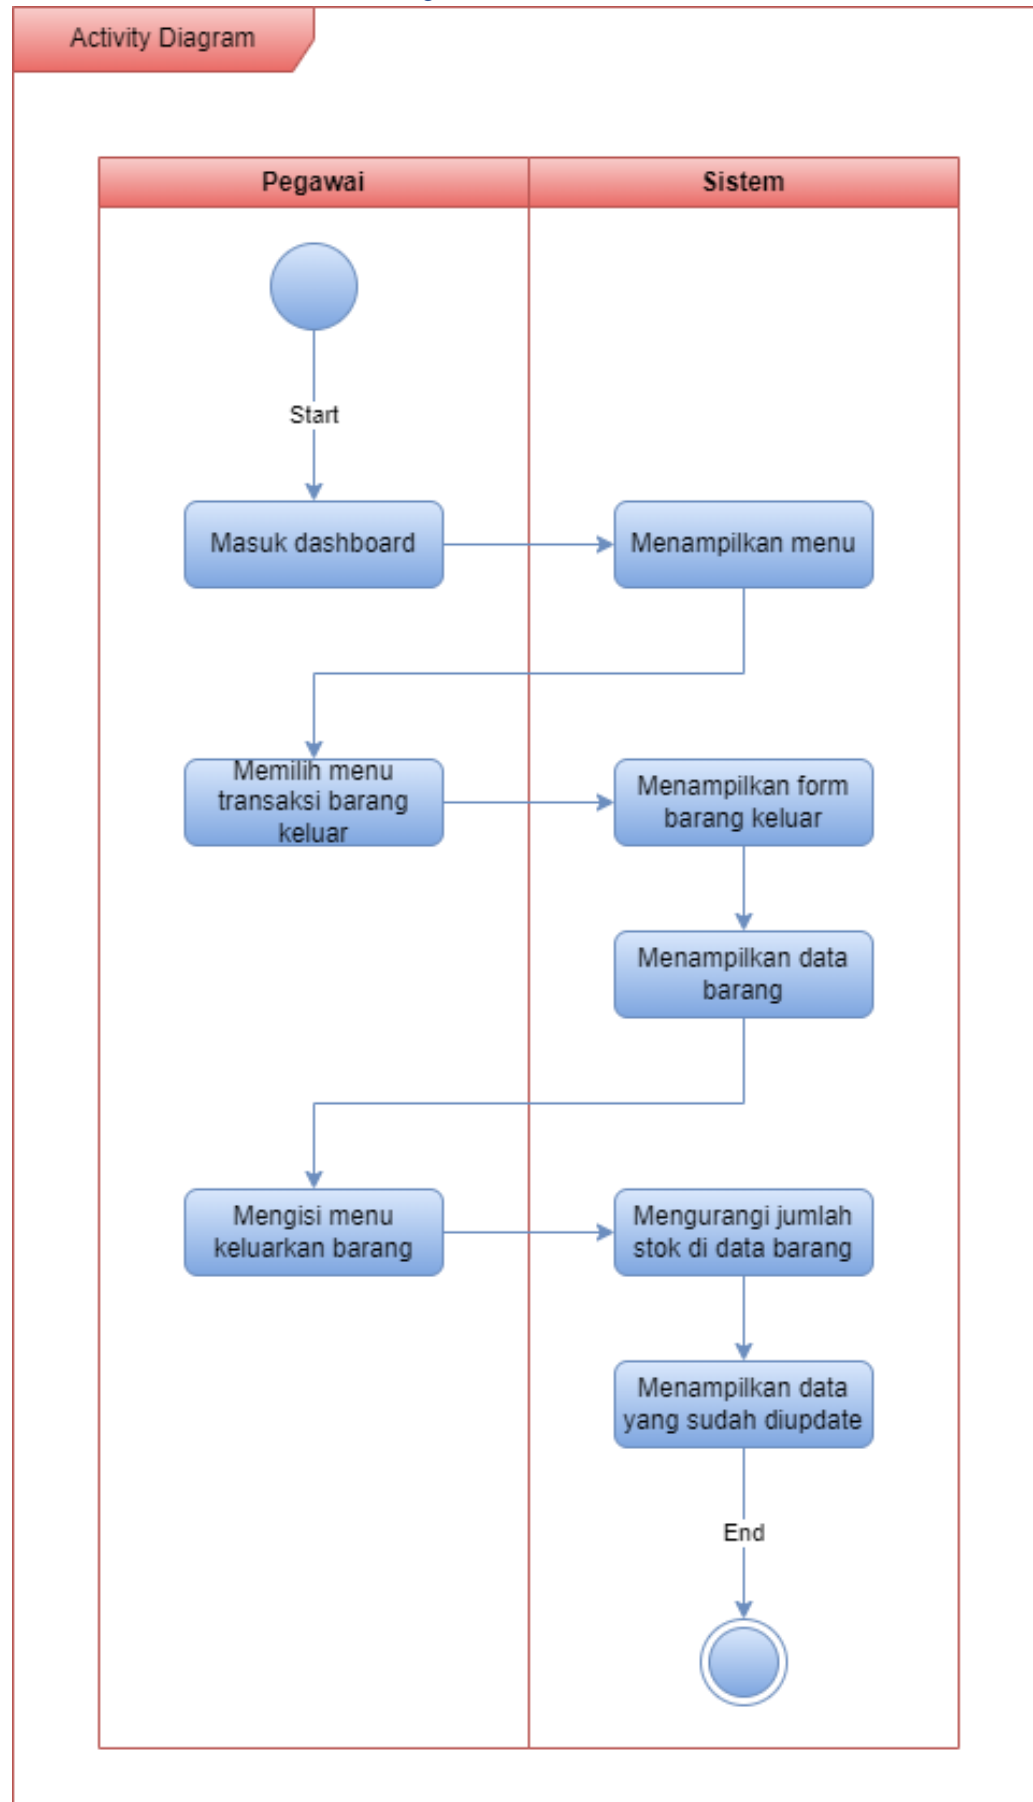 Activity Diagram
Pegawai
Sistem
Start
Masuk dashboard
Menampilkan menu
Memilih menu
transaksi barang
keluar
Menampilkan form
barang keluar
Menampilkan data
barang
Mengisi menu
keluarkan barang
Mengurangi jumlah
stok di data barang
Menampilkan data
yang sudah diupdate
End